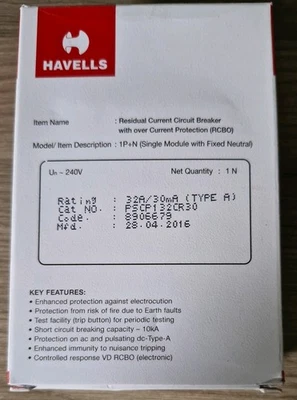 HAVELLS
Item Name : Residual Current Circuit Breaker
with over Current Protection (RCBO)
Model/ Item Description : 1P+N (Single Module with Fixed Neutral)
Un ~ 240V Net Quantity : 1 N
Rating : 32A/30mA (TYPE A)
Cat NO. : PSCP132CR30
Code. : 8906679
Mfd. : 28.04.2016
KEY FEATURES:
• Enhanced protection against electrocution
• Protection from risk of fire due to Earth faults
• Test facility (trip button) for periodic testing
• Short circuit breaking capacity ~ 10kA
• Protection on ac and pulsating dc-Type-A
• Enhanced immunity to nuisance tripping
• Controlled response VD RCBO (electronic)